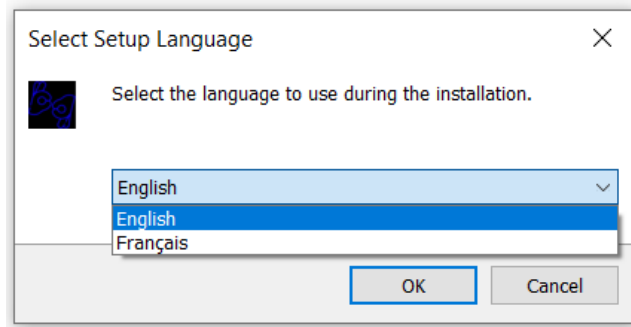 Select Setup Language
Select the language to use during the installation.
English
English
Français
OK
Cancel